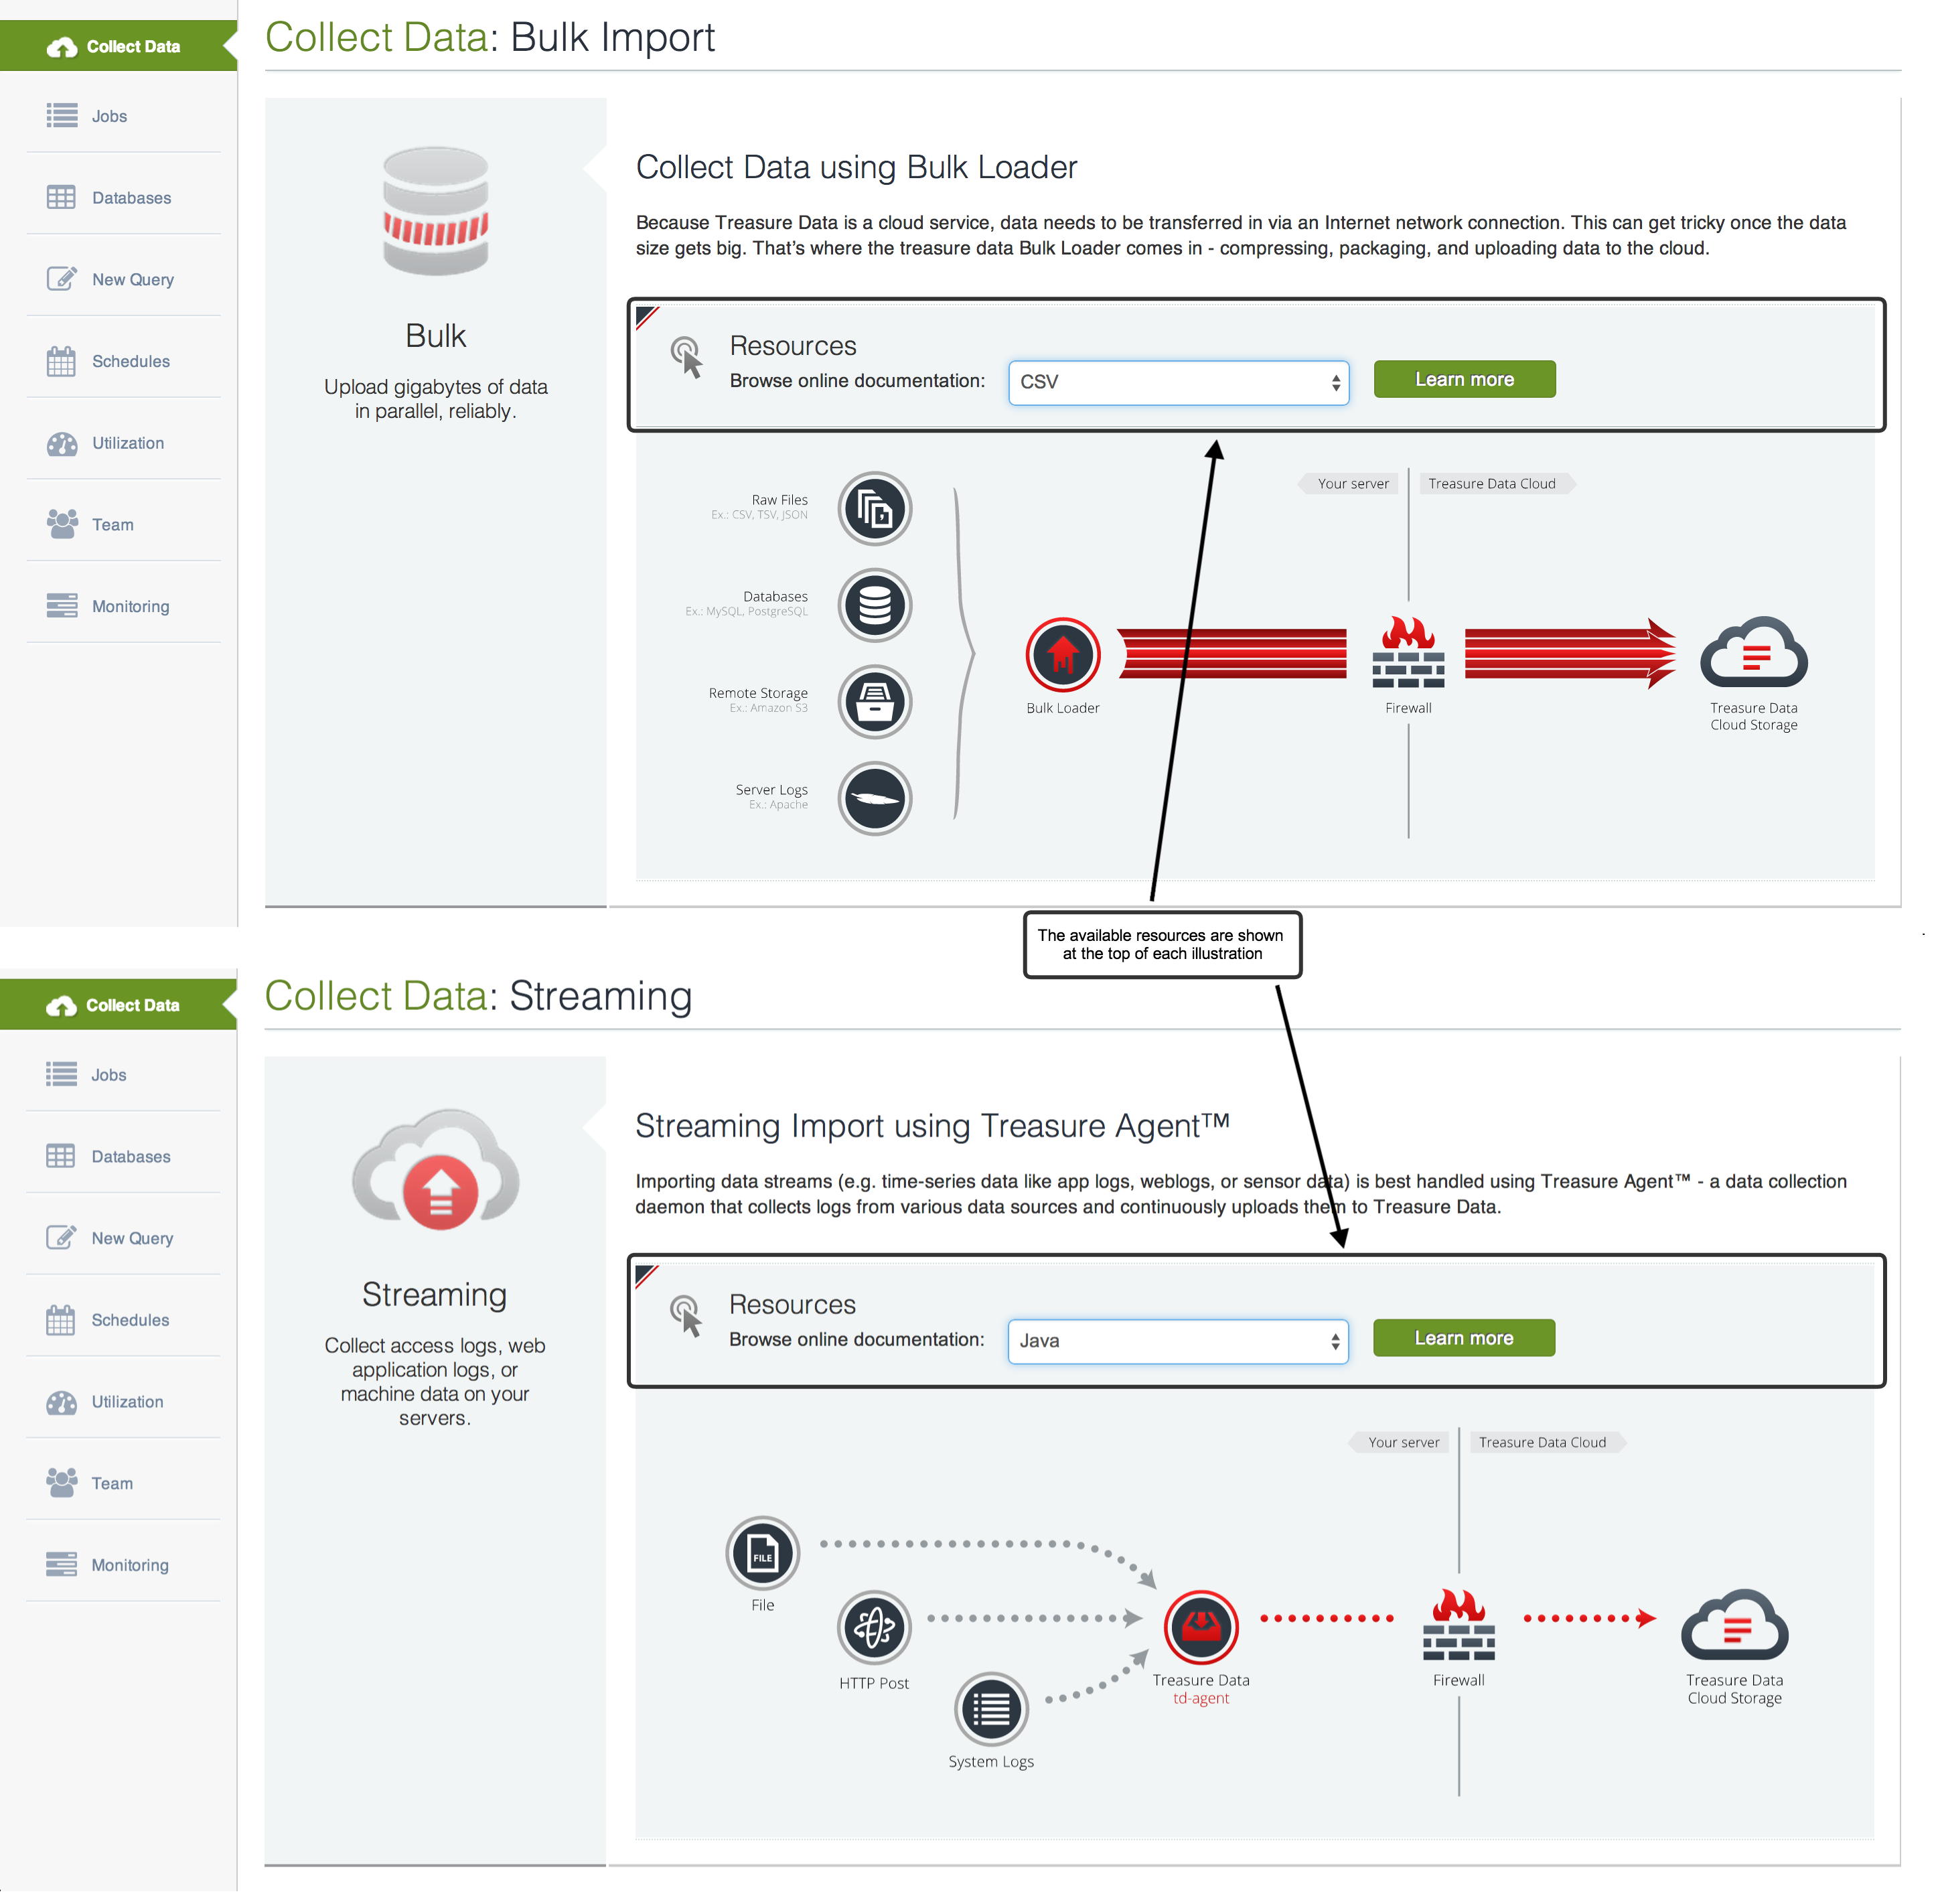 Collect Data
Jobs
Databases
New Query
Schedules
Utilization
Team
Monitoring
Collect Data: Bulk Import
Bulk
Upload gigabytes of data
in parallel, reliably.
Collect Data using Bulk Loader
Because Treasure Data is a cloud service, data needs to be transferred in via an Internet network connection. This can get tricky once the data
size gets big. That’s where the treasure data Bulk Loader comes in - compressing, packaging, and uploading data to the cloud.
Resources
Browse online documentation: CSV Learn more
Your server Treasure Data Cloud
Raw Files
Ex.: CSV, TSV, JSON
Databases
Ex.: MySQL, PostgreSQL
Remote Storage
Ex.: Amazon S3
Server Logs
Ex.: Apache
Bulk Loader
Firewall
Treasure Data
Cloud Storage
The available resources are shown
at the top of each illustration
Collect Data
Jobs
Databases
New Query
Schedules
Utilization
Team
Monitoring
Collect Data: Streaming
Streaming
Collect access logs, web
application logs, or
machine data on your
servers.
Streaming Import using Treasure Agent™
Importing data streams (e.g. time-series data like app logs, weblogs, or sensor data) is best handled using Treasure Agent™ - a data collection
daemon that collects logs from various data sources and continuously uploads them to Treasure Data.
Resources
Browse online documentation: Java Learn more
Your server Treasure Data Cloud
FILE
File
HTTP Post
System Logs
Treasure Data
td-agent
Firewall
Treasure Data
Cloud Storage